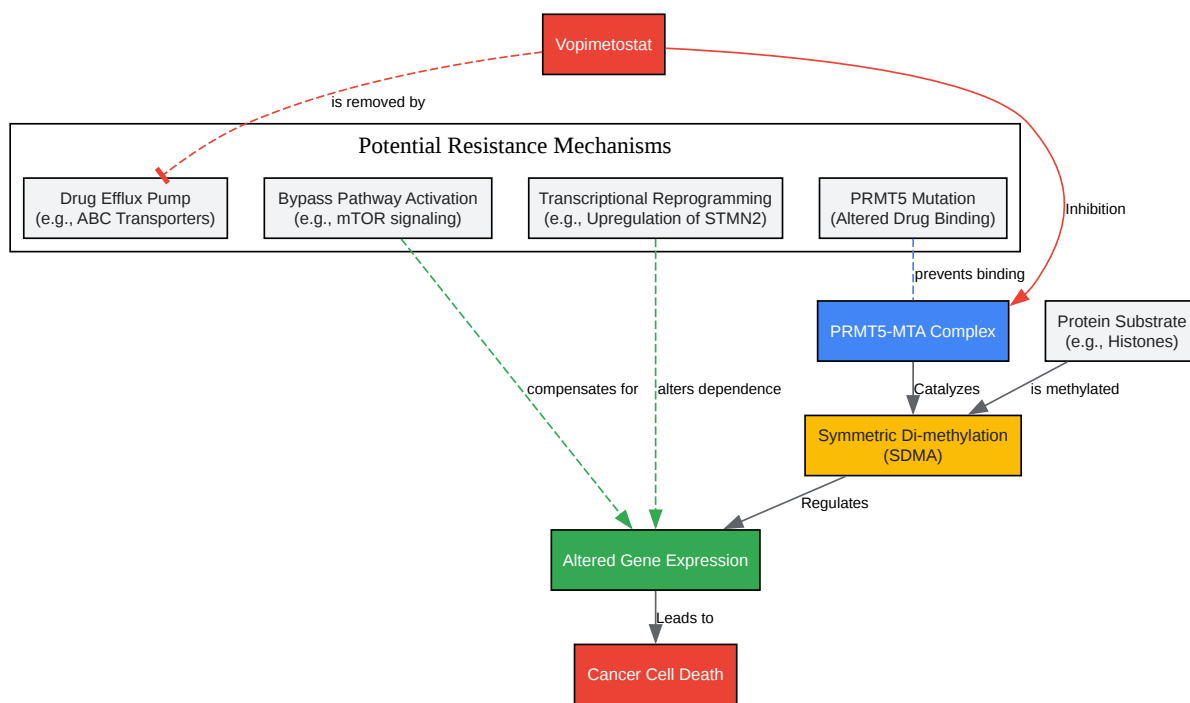 Vopimetostat
is removed by
Potential Resistance Mechanisms
Drug Efflux Pump
(e.g., ABC Transporters)
Bypass Pathway Activation
(e.g., mTOR signaling)
Transcriptional Reprogramming
(e.g., Upregulation of STMN2)
PRMT5 Mutation
(Altered Drug Binding)
Inhibition
prevents binding
PRMT5-MTA Complex
Protein Substrate
(e.g., Histones)
compensates for
alters dependence
Catalyzes
is methylated
Symmetric Di-methylation
(SDMA)
Regulates
Altered Gene Expression
Leads to
Cancer Cell Death